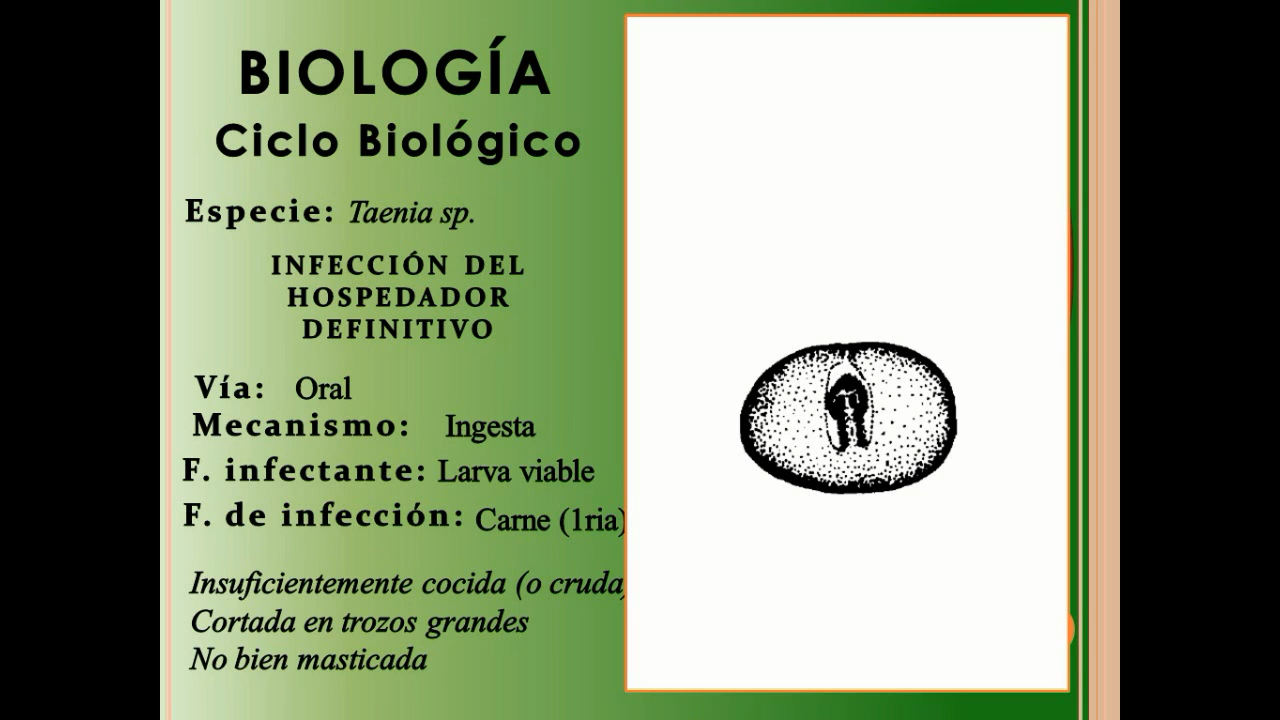 BIOLOGÍA
Ciclo Biológico
Especie: Taenia sp.
INFECCIÓN DEL
HOSPEDADOR
DEFINITIVO
Vía: Oral
Mecanismo: Ingesta
F. infectante: Larva viable
F. de infección: Carne (1ria)
Insuficientemente cocida (o cruda)
Cortada en trozos grandes
No bien masticada